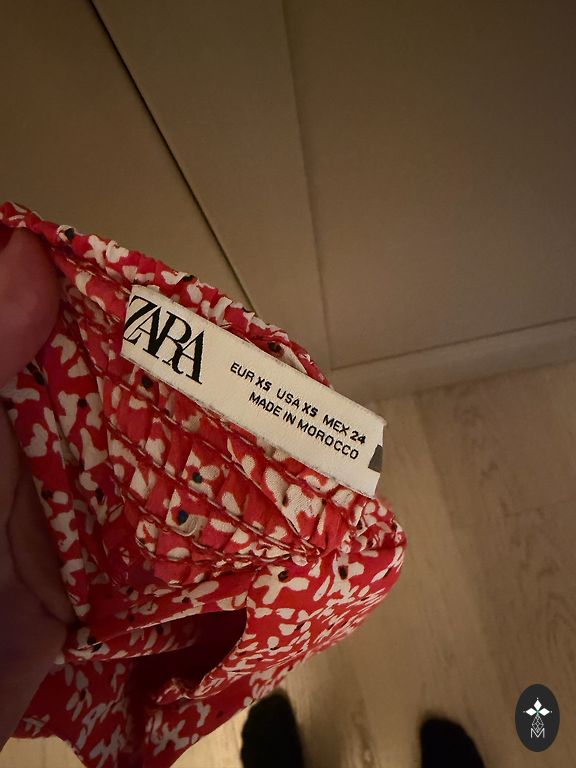 ZARA
EUR XS USA XS MEX 24
MADE IN MOROCCO
M